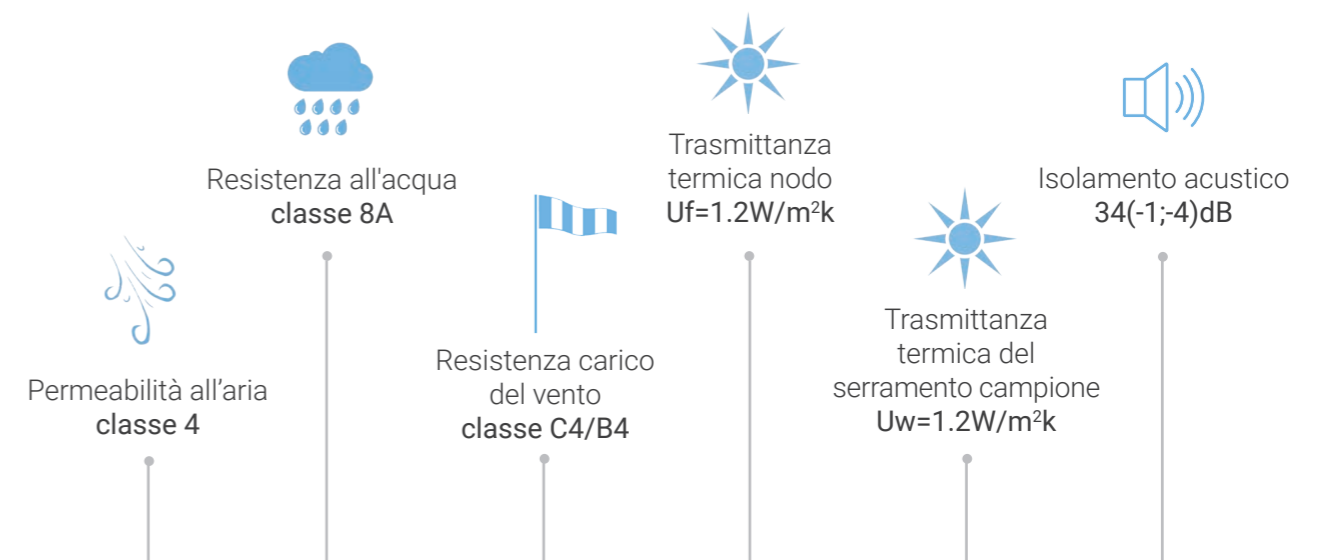 Permeabilità all’aria
classe 4
Resistenza all'acqua
classe 8A
Resistenza carico
del vento
classe C4/B4
Trasmittanza
termica nodo
Uf=1.2W/m²k
Trasmittanza
termica del
serramento campione
Uw=1.2W/m²k
Isolamento acustico
34(-1;-4)dB